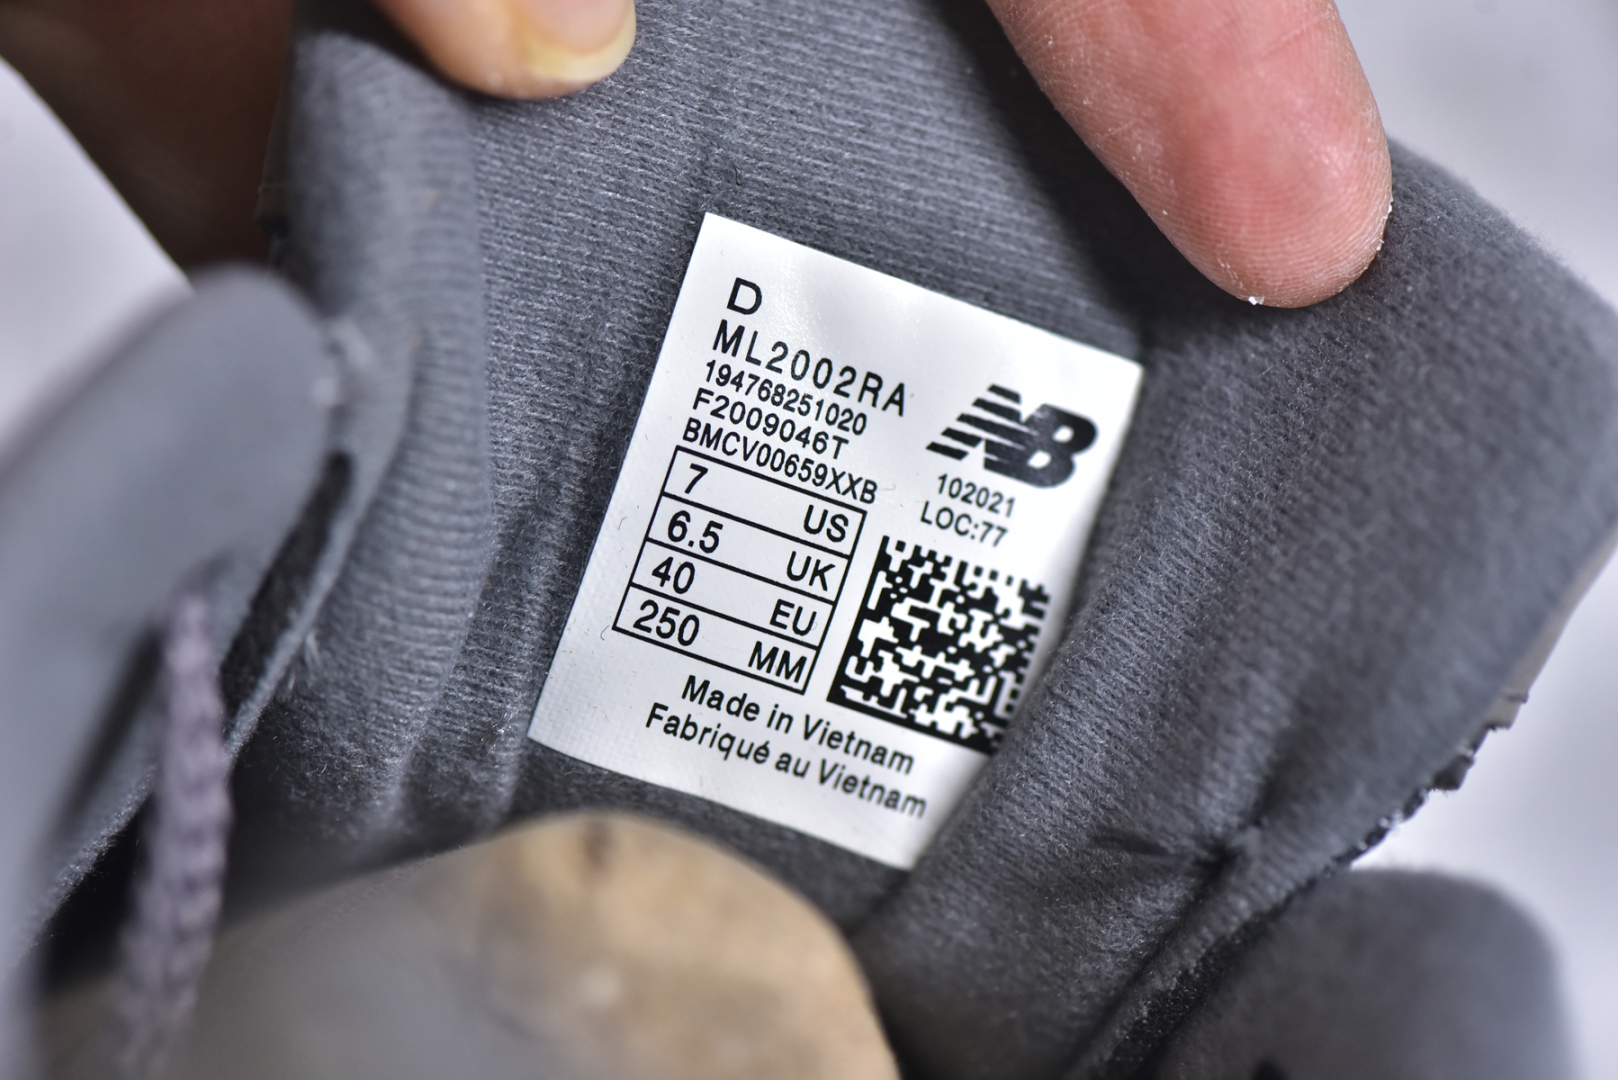 D
ML2002RA
194768251020
F2009046T
BMCV00659XXB
NB
102021
LOC:77
7 US
6.5 UK
40 EU
250 MM
Made in Vietnam
Fabriqué au Vietnam